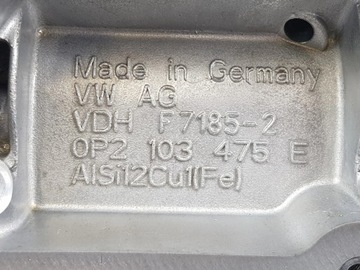 Made in Germany
VW AG
VDH F7185-2
0P2 103 475 E
AlSi12Cu1(Fe)